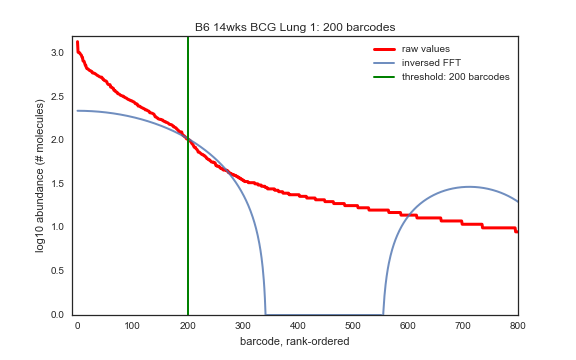 B6 14wks BCG Lung 1: 200 barcodes
raw values
inversed FFT
threshold: 200 barcodes
log10 abundance (# molecules)
3.0
2.5
2.0
1.5
1.0
0.5
0.0
0 100 200 300 400 500 600 700 800
barcode, rank-ordered